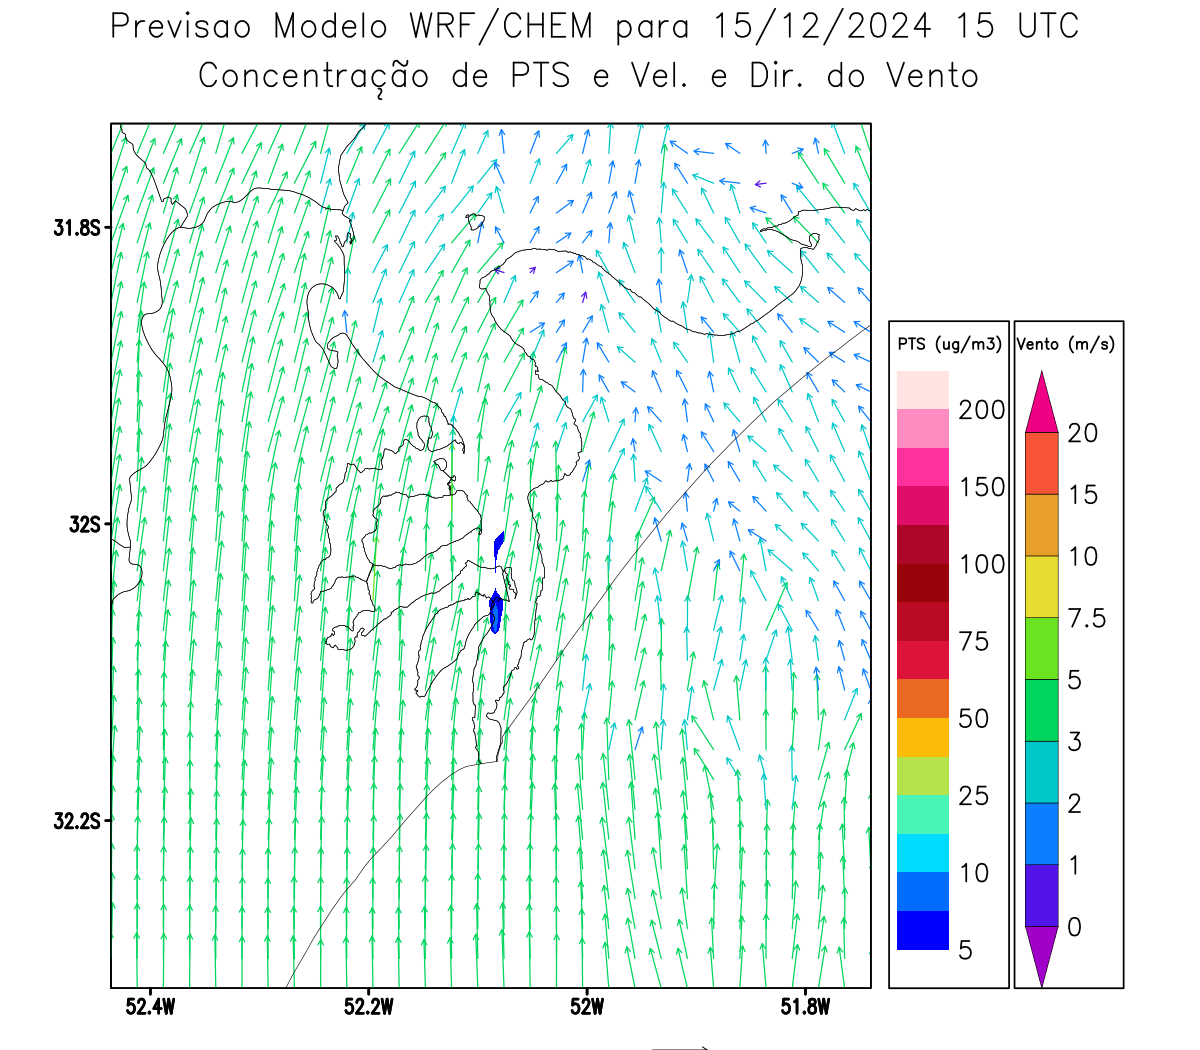 Previsao Modelo WRF/CHEM para 15/12/2024 15 UTC
Concentração de PTS e Vel. e Dir. do Vento
31.8S
32S
32.2S
52.4W 52.2W 52W 51.8W
PTS (ug/m3)
200
150
100
75
50
25
10
5
Vento (m/s)
20
15
10
7.5
5
3
2
1
0